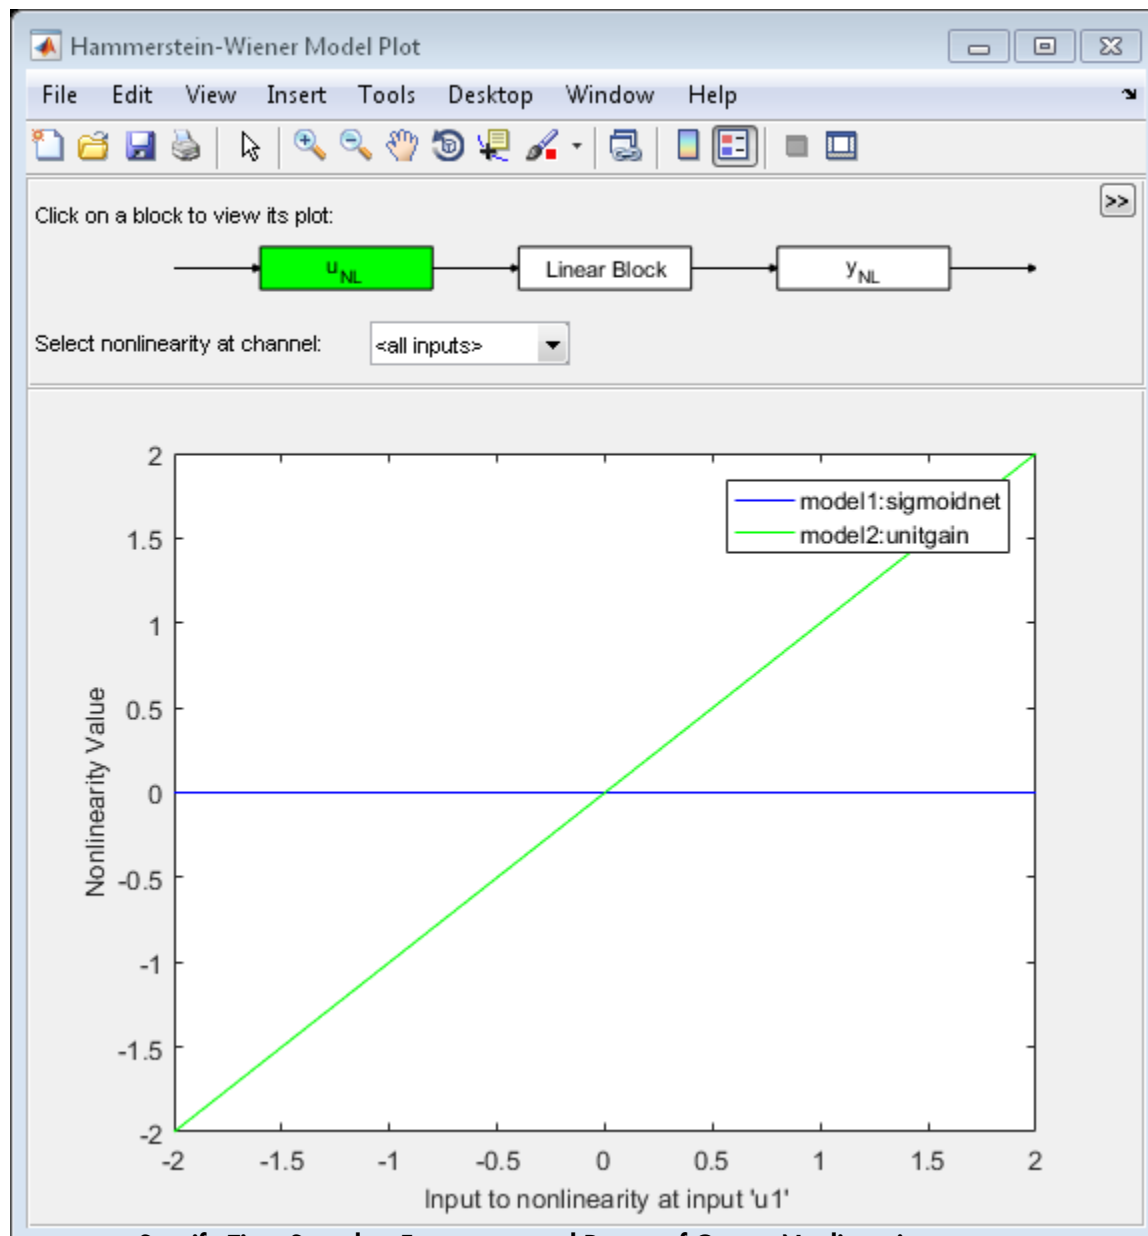 Hammerstein-Wiener Model Plot
File Edit View Insert Tools Desktop Window Help
Click on a block to view its plot:
>>
uNL
Linear Block
yNL
Select nonlinearity at channel:
<all inputs>
model1:sigmoidnet
model2:unitgain
2
1.5
1
0.5
0
-0.5
-1
-1.5
-2
Nonlinearity Value
-2 -1.5 -1 -0.5 0 0.5 1 1.5 2
Input to nonlinearity at input 'u1'